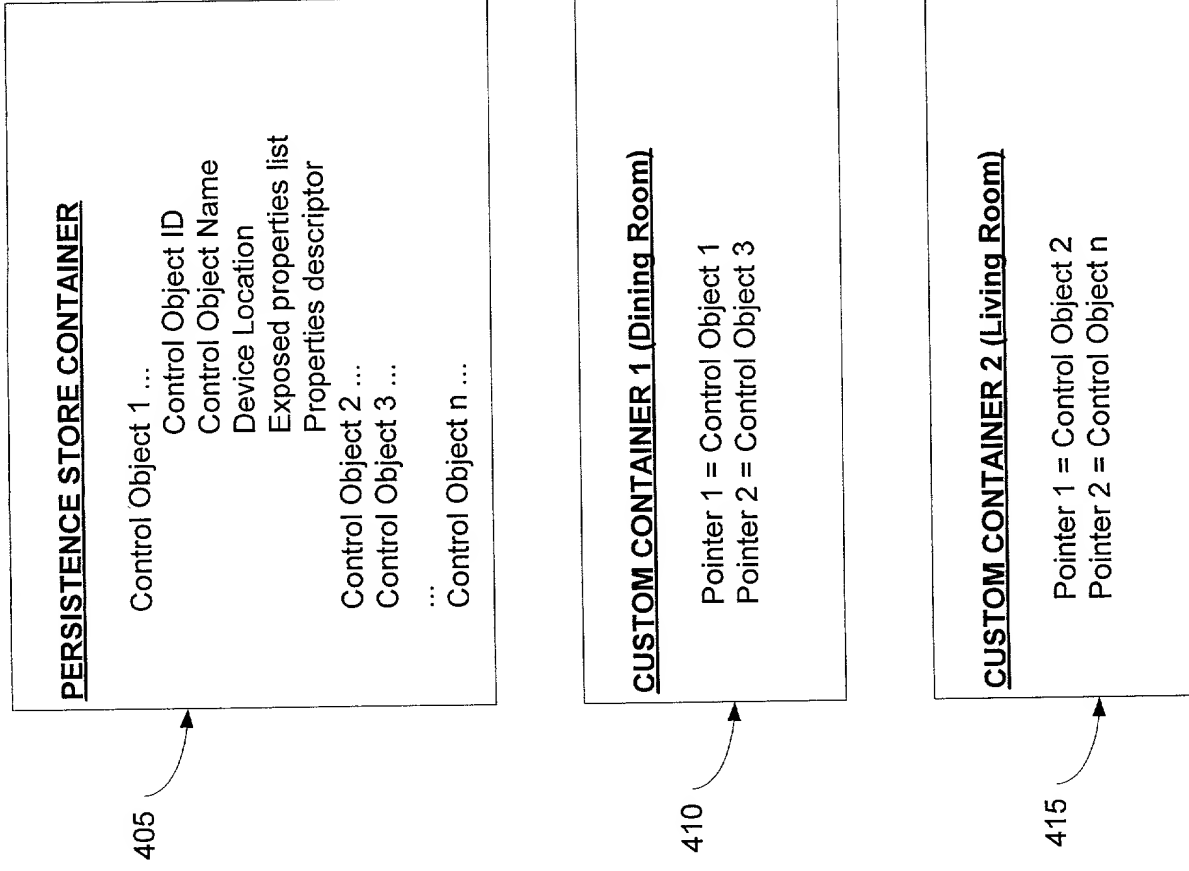 PERSISTENCE STORE CONTAINER
Control Object 1 ...
Control Object ID
Control Object Name
Device Location
Exposed properties list
Properties descriptor
Control Object 2 ...
Control Object 3 ...
...
Control Object n ...
405
CUSTOM CONTAINER 1 (Dining Room)
Pointer 1 = Control Object 1
Pointer 2 = Control Object 3
410
CUSTOM CONTAINER 2 (Living Room)
Pointer 1 = Control Object 2
Pointer 2 = Control Object n
415